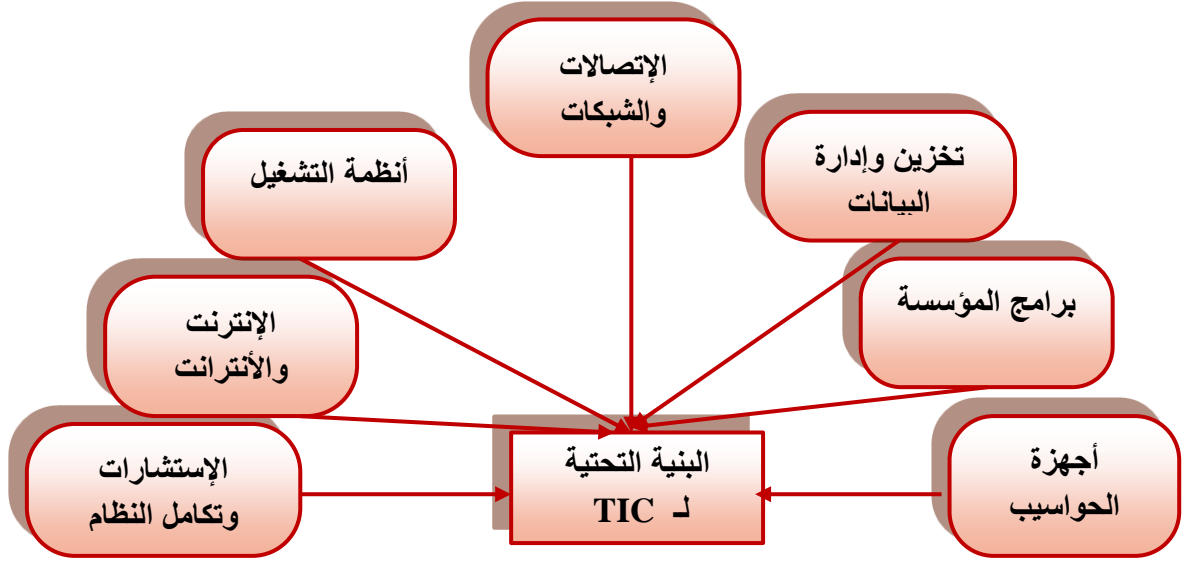 الإتصالات
والشبكات
تخزين وإدارة
البيانات
أنظمة التشغيل
برامج المؤسسة
الإنترنت
والأنترانت
أجهزة
الحواسيب
البنية التحتية
لـ TIC
الإستشارات
وتكامل النظام